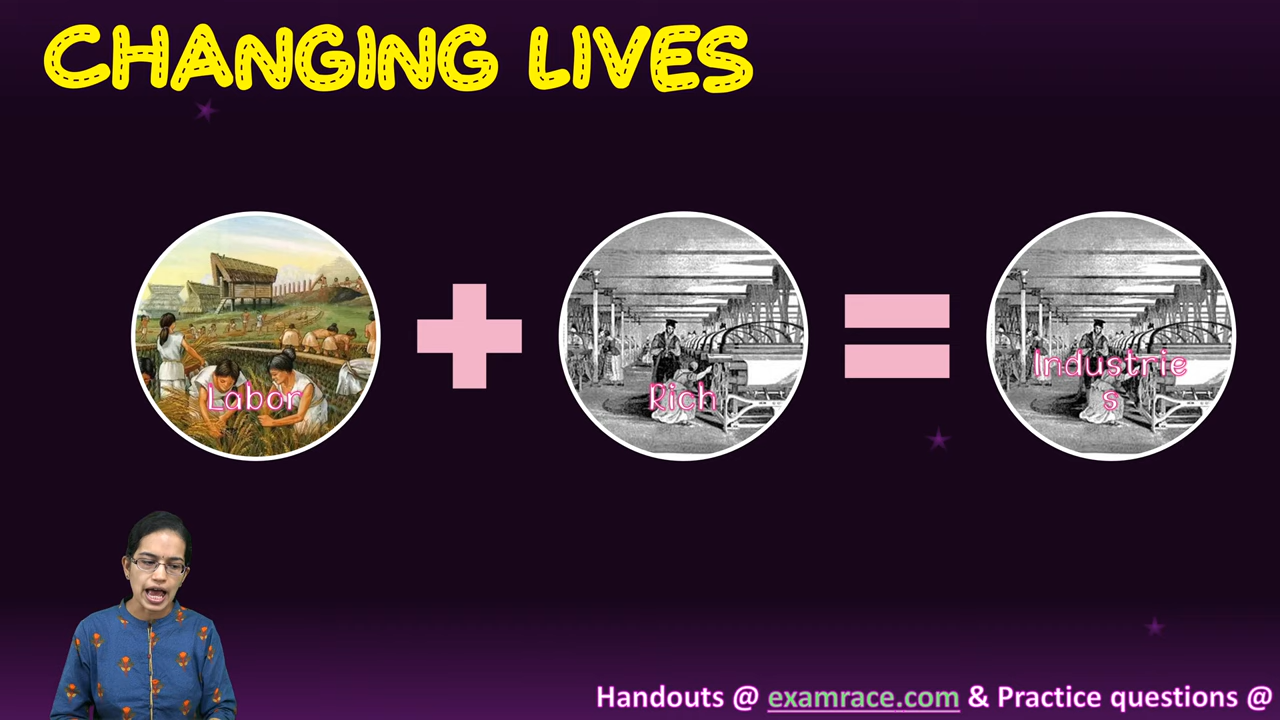 CHANGING LIVES
Labor
Rich
Industrie
s
Handouts @ examrace.com & Practice questions @